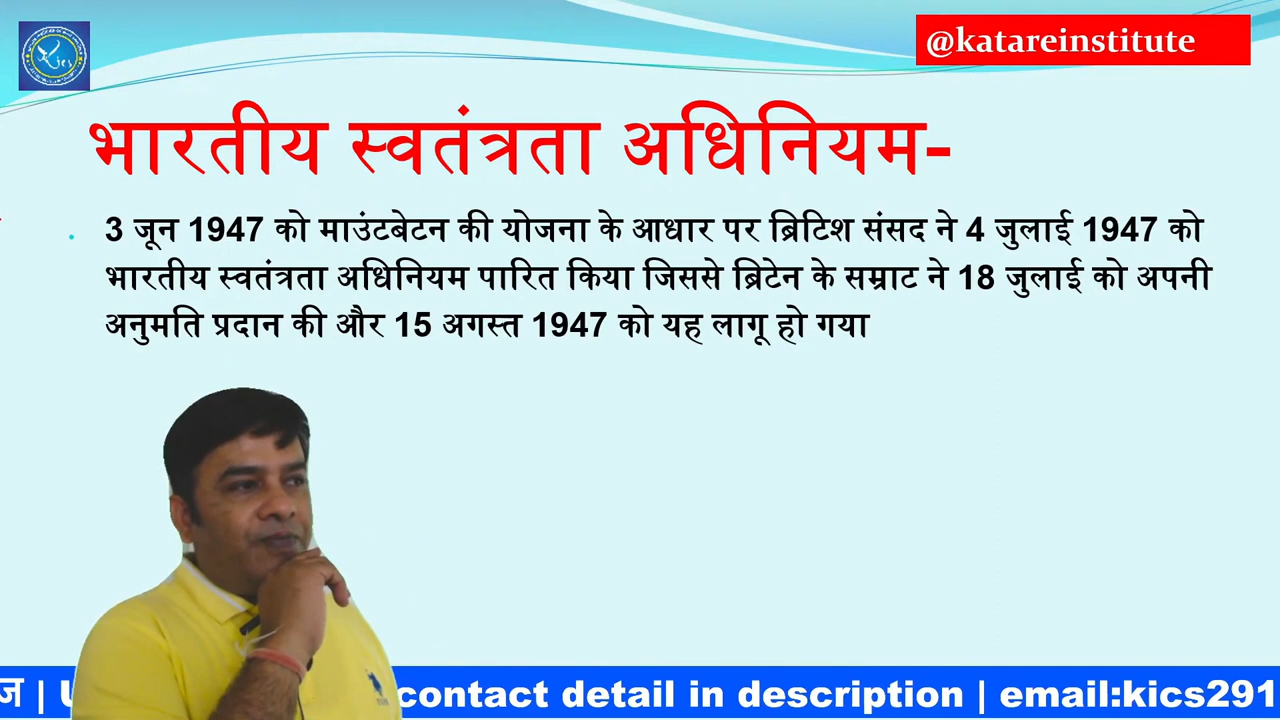 @katareinstitute
भारतीय स्वतंत्रता अधिनियम-
3 जून 1947 को माउंटबेटन की योजना के आधार पर ब्रिटिश संसद ने 4 जुलाई 1947 को
भारतीय स्वतंत्रता अधिनियम पारित किया जिससे ब्रिटेन के सम्राट ने 18 जुलाई को अपनी
अनुमति प्रदान की और 15 अगस्त 1947 को यह लागू हो गया
ज | U contact detail in description | email:kics291